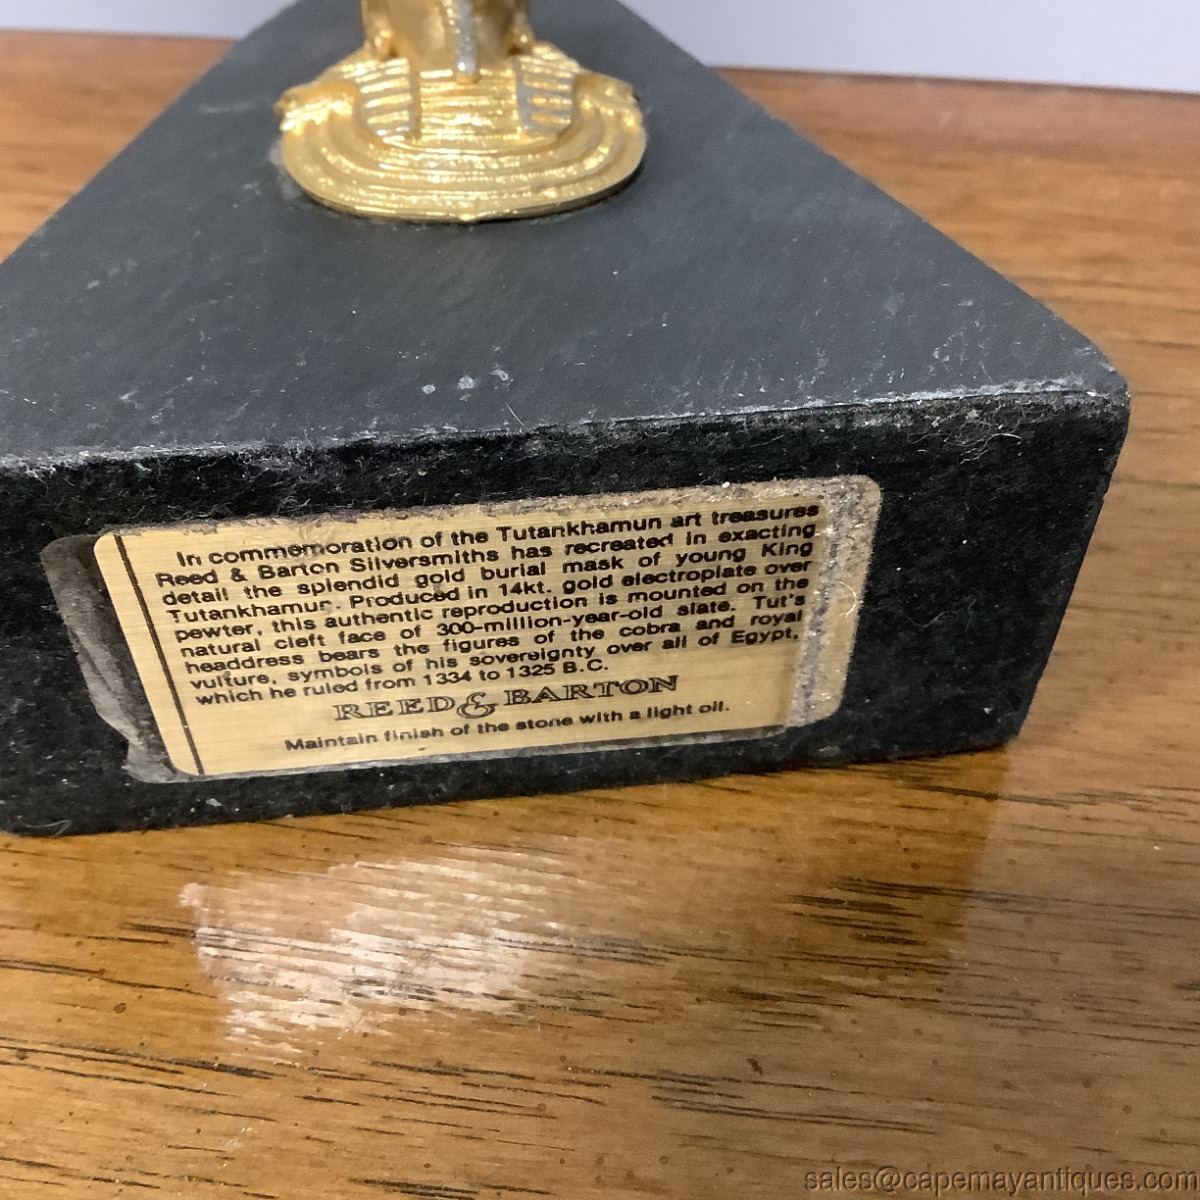 In commemoration of the Tutankhamun art treasures
Reed & Barton Silversmiths has recreated in exacting
detail the splendid gold burial mask of young King
Tutankhamun. Produced in 14kt. gold electroplate over
pewter, this authentic reproduction is mounted on the
natural cleft face of 300-million-year-old slate. Tut's
headdress bears the figures of the cobra and royal
vulture, symbols of his sovereignty over all of Egypt,
which he ruled from 1334 to 1325 B.C.
REED & BARTON
Maintain finish of the stone with a light oil.
sales@capemayantiques.com